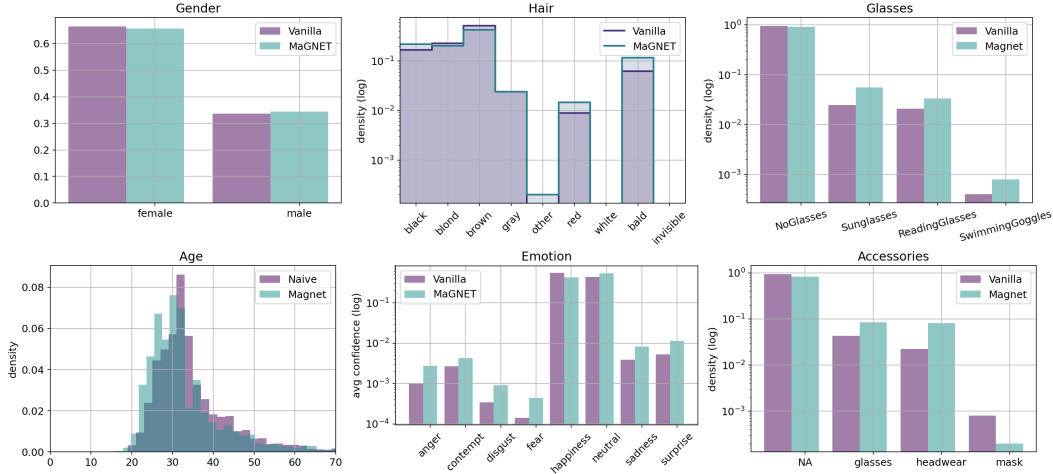 Gender
0.6
0.5
0.4
0.3
0.2
0.1
0.0
female
male
Vanilla
MaGNET
Hair
density (log)
10⁻¹
10⁻²
10⁻³
black
blond
brown
gray
other
red
white
bald
invisible
Vanilla
MaGNET
Glasses
density (log)
10⁰
10⁻¹
10⁻²
10⁻³
NoGlasses
Sunglasses
ReadingGlasses
SwimmingGoggles
Vanilla
Magnet
Age
density
0.08
0.06
0.04
0.02
0.00
0
10
20
30
40
50
60
70
Naive
Magnet
Emotion
avg confidence (log)
10⁻¹
10⁻²
10⁻³
10⁻⁴
anger
contempt
disgust
fear
happiness
neutral
sadness
surprise
Vanilla
MaGNET
Accessories
density (log)
10⁰
10⁻¹
10⁻²
10⁻³
NA
glasses
headwear
mask
Vanilla
Magnet